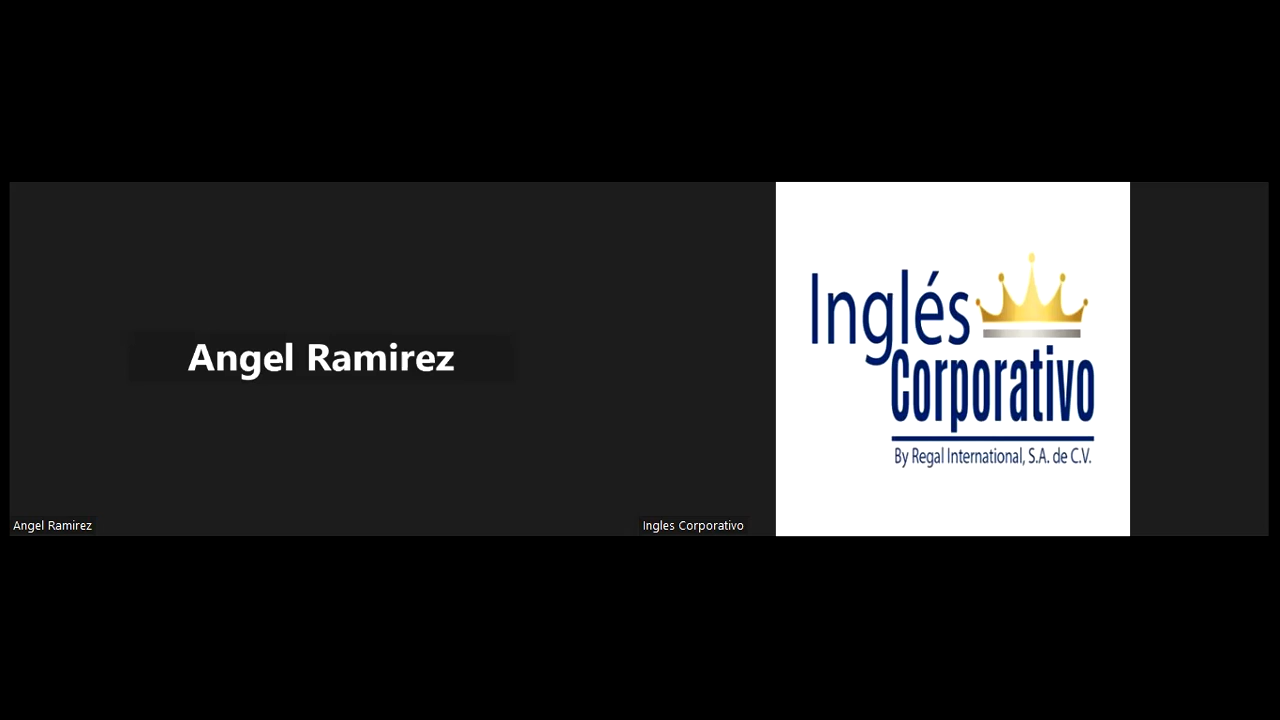 Angel Ramirez
Angel Ramirez
Ingles Corporativo
Inglés
Corporativo
By Regal International, S.A. de C.V.